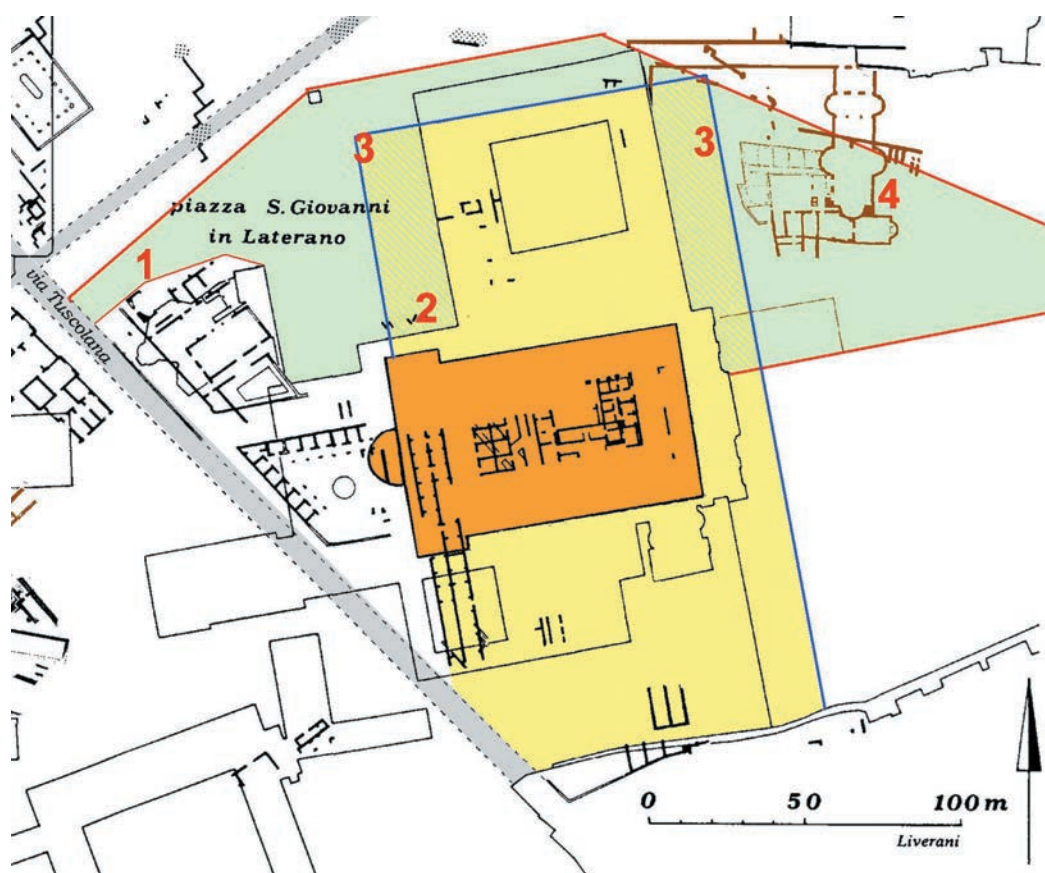 3
3
4
piazza S. Giovanni
in Laterano
1
via Tuscolana
2
0 50 100 m
Liverani